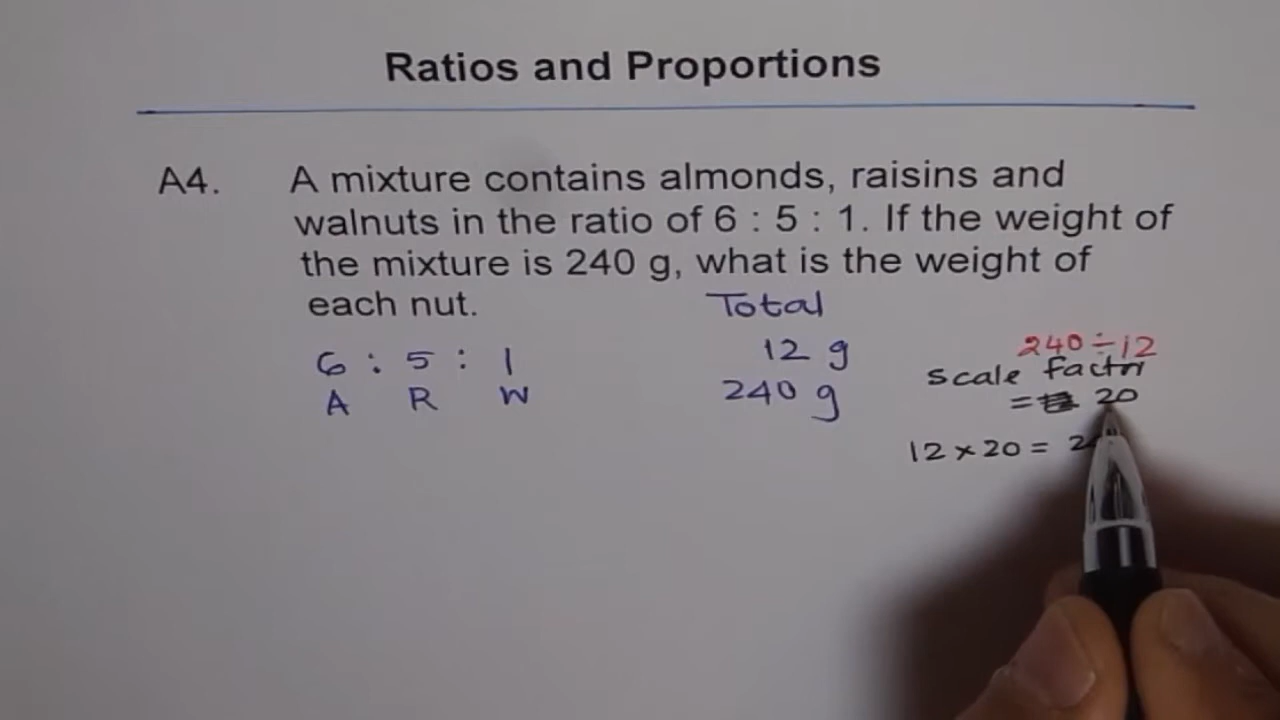 Ratios and Proportions
A4. A mixture contains almonds, raisins and
walnuts in the ratio of 6 : 5 : 1. If the weight of
the mixture is 240 g, what is the weight of
each nut.
Total
6 : 5 : 1 12 g
A R W 240 g
240 ÷ 12
Scale factor
= 20
12 × 20 =